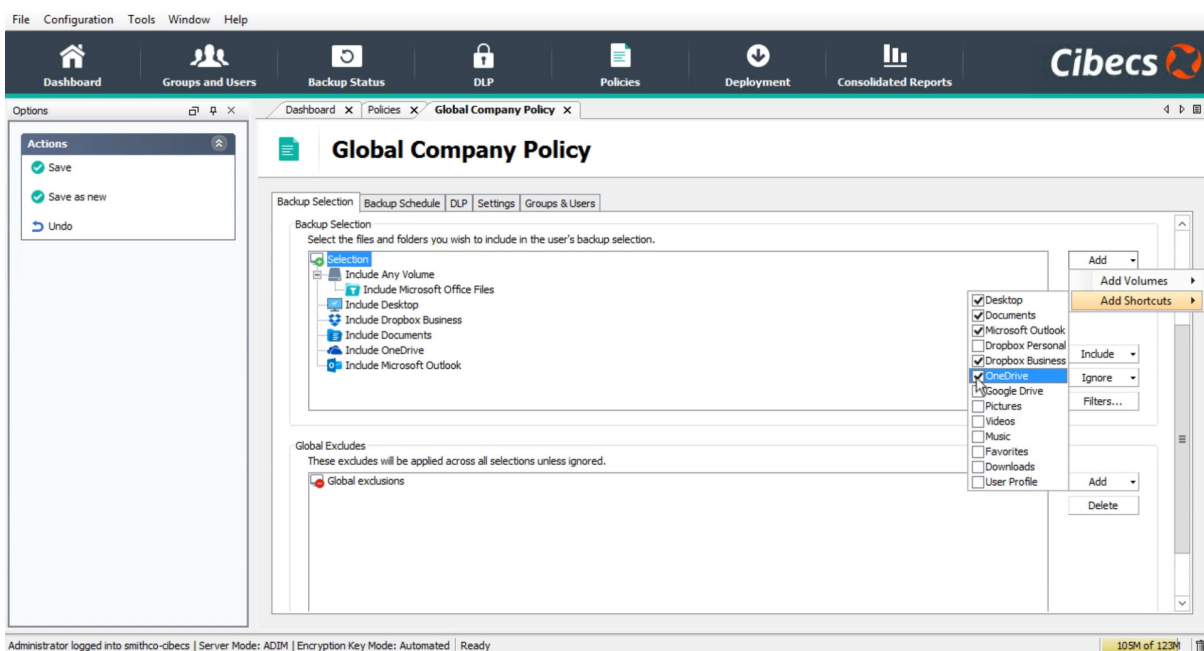 File Configuration Tools Window Help
Dashboard Groups and Users Backup Status DLP Policies Deployment Consolidated Reports Cibecs
Options
Dashboard Policies Global Company Policy
Actions
Save
Save as new
Undo
Global Company Policy
Backup Selection Backup Schedule DLP Settings Groups & Users
Backup Selection
Select the files and folders you wish to include in the user's backup selection.
Selection
Include Any Volume
Include Microsoft Office Files
Include Desktop
Include Dropbox Business
Include Documents
Include OneDrive
Include Microsoft Outlook
Add
Add Volumes
Add Shortcuts
Desktop
Documents
Microsoft Outlook
Dropbox Personal
Dropbox Business
OneDrive
Google Drive
Pictures
Videos
Music
Favorites
Downloads
User Profile
Include
Ignore
Filters...
Global Excludes
These excludes will be applied across all selections unless ignored.
Global exclusions
Add
Delete
Administrator logged into smithco-cibecs | Server Mode: ADIM | Encryption Key Mode: Automated Ready 105M of 123M